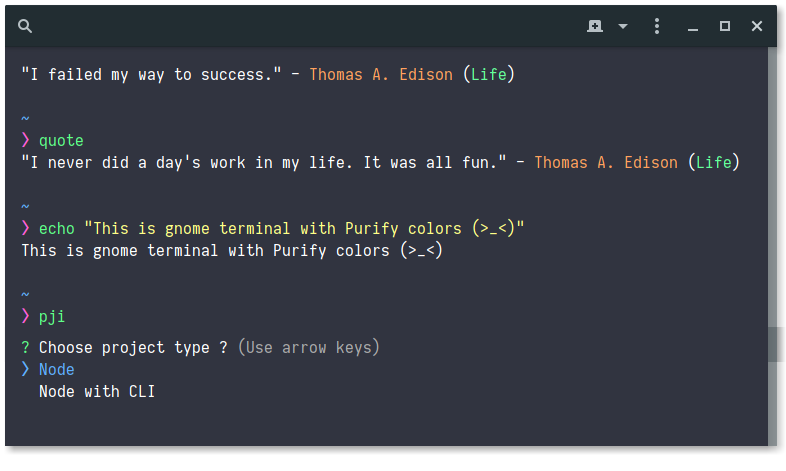 "I failed my way to success." - Thomas A. Edison (Life)
~
❯ quote
"I never did a day's work in my life. It was all fun." - Thomas A. Edison (Life)
~
❯ echo "This is gnome terminal with Purify colors (>_<)"
This is gnome terminal with Purify colors (>_<)
~
❯ pji
? Choose project type ? (Use arrow keys)
❯ Node
Node with CLI